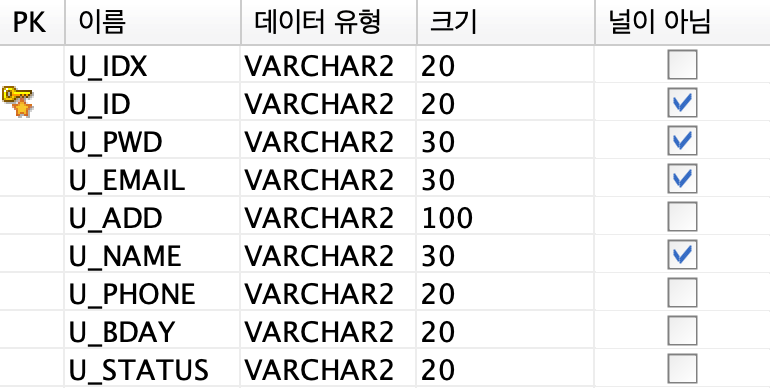 PK 이름 데이터 유형 크기 널이 아님
U_IDX VARCHAR2 20
U_ID VARCHAR2 20
U_PWD VARCHAR2 30
U_EMAIL VARCHAR2 30
U_ADD VARCHAR2 100
U_NAME VARCHAR2 30
U_PHONE VARCHAR2 20
U_BDAY VARCHAR2 20
U_STATUS VARCHAR2 20